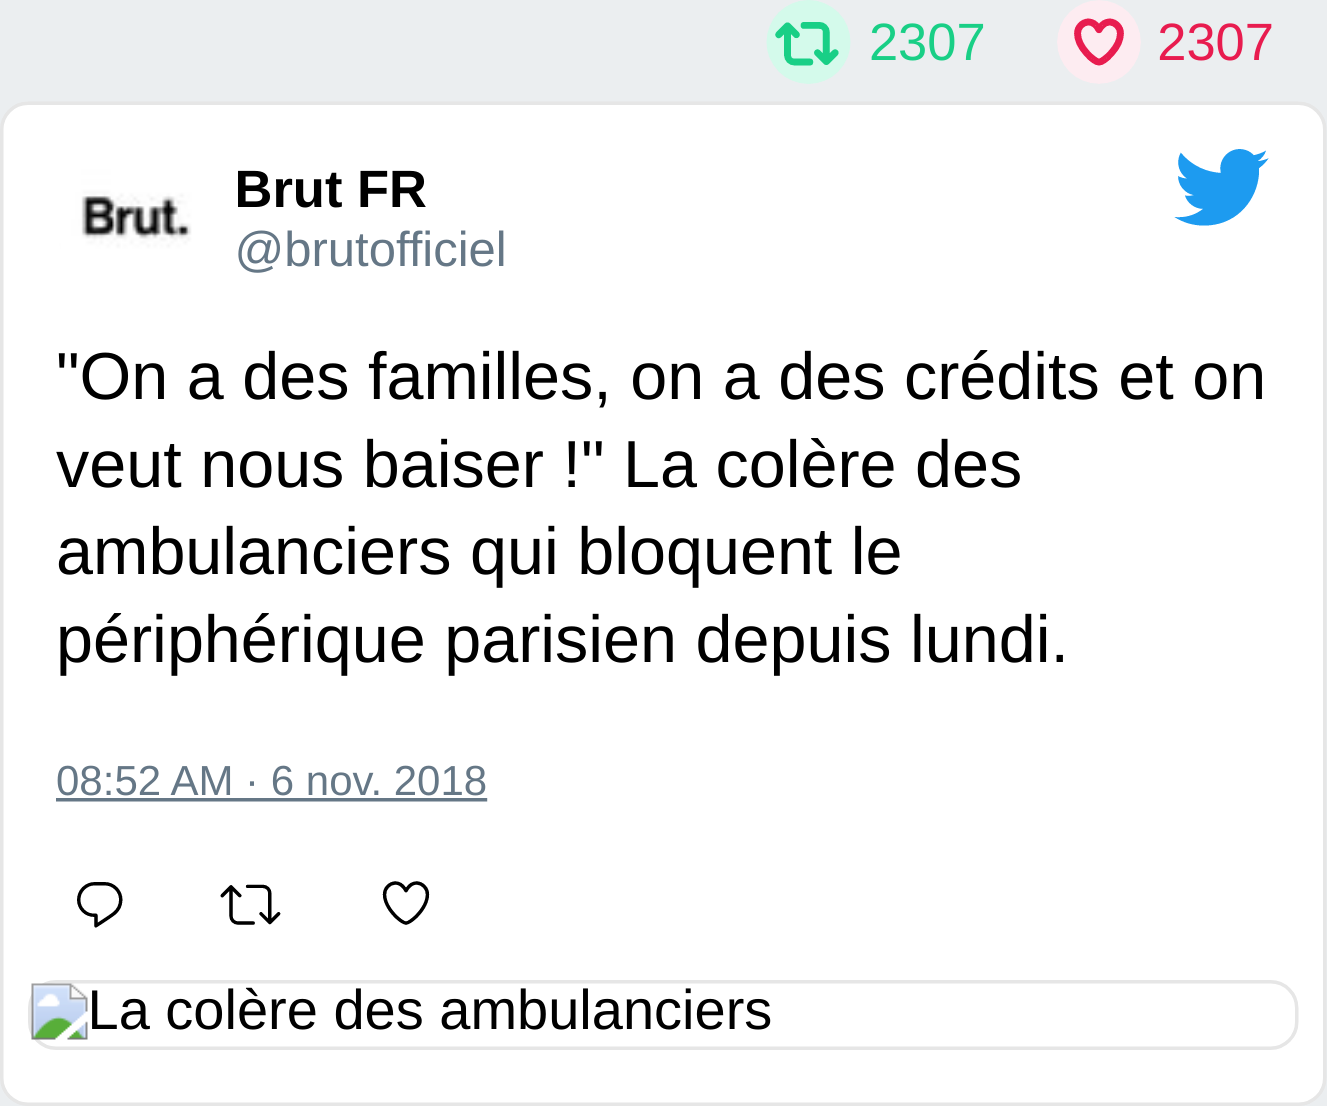 2307 2307
Brut.
Brut FR
@brutofficiel
"On a des familles, on a des crédits et on
veut nous baiser !" La colère des
ambulanciers qui bloquent le
périphérique parisien depuis lundi.
08:52 AM · 6 nov. 2018
La colère des ambulanciers